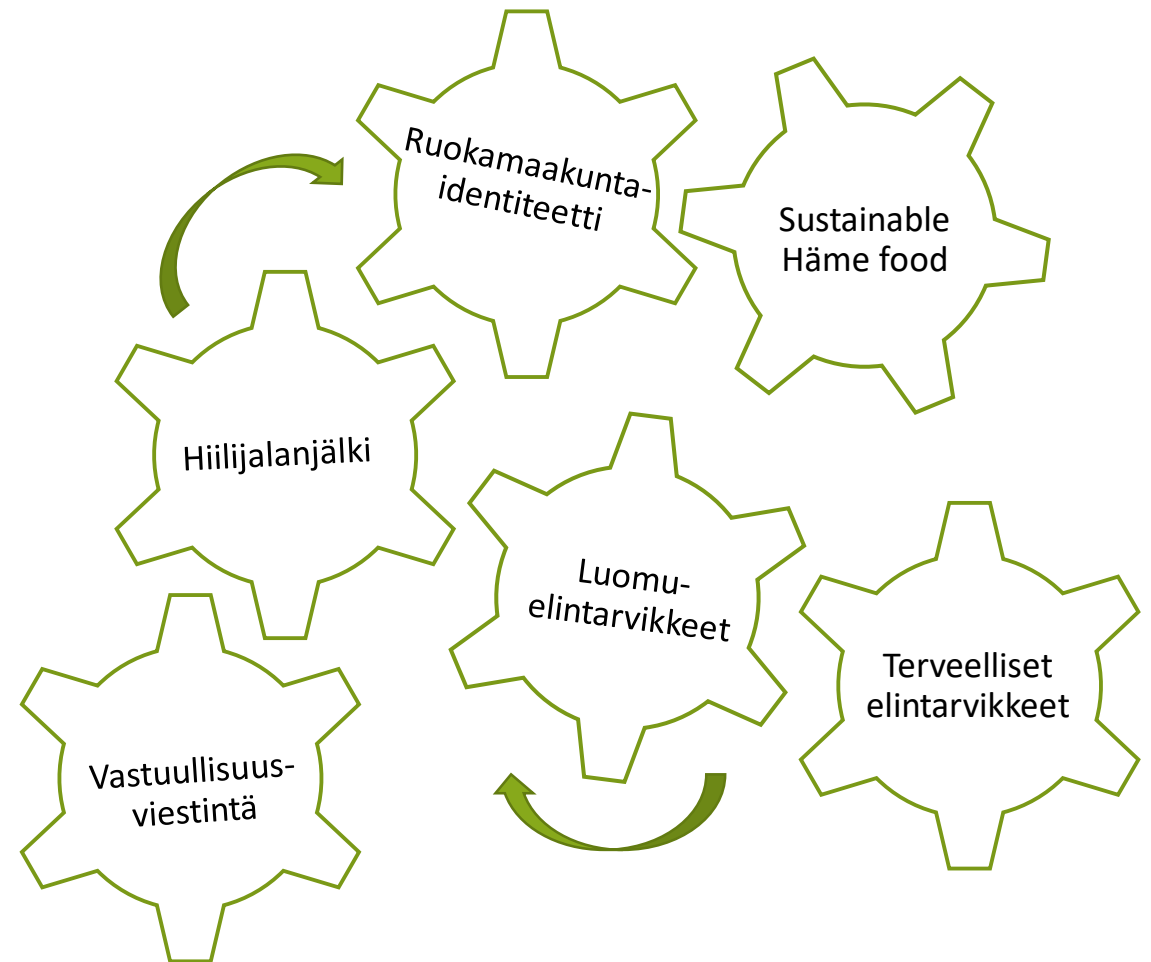 Ruokamaakunta-
identiteetti
Sustainable
Häme food
Hiilijalanjälki
Luomu-
elintarvikkeet
Terveelliset
elintarvikkeet
Vastuullisuus-
viestintä